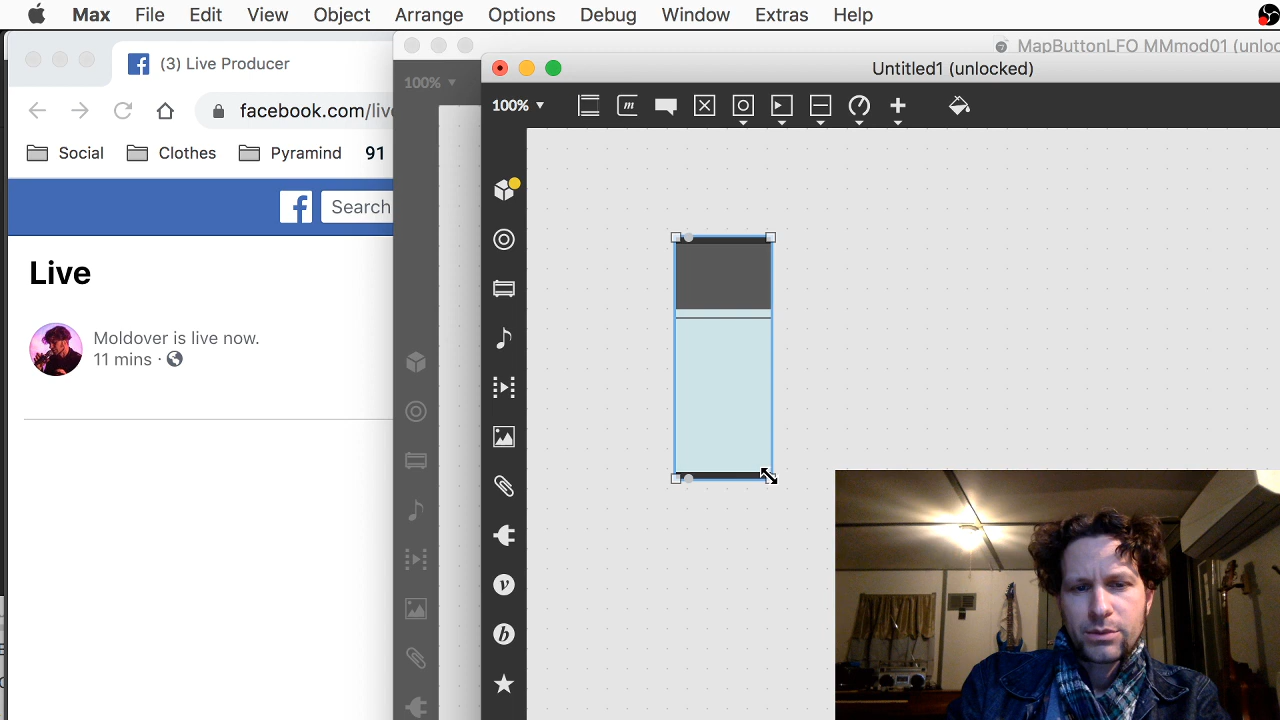 Max File Edit View Object Arrange Options Debug Window Extras Help
(3) Live Producer
MapButtonLFO MMmod01 (unloc
100%
Untitled1 (unlocked)
facebook.com/live
100%
m
Social Clothes Pyramind 91
Search
Live
Moldover is live now.
11 mins ·
v
b